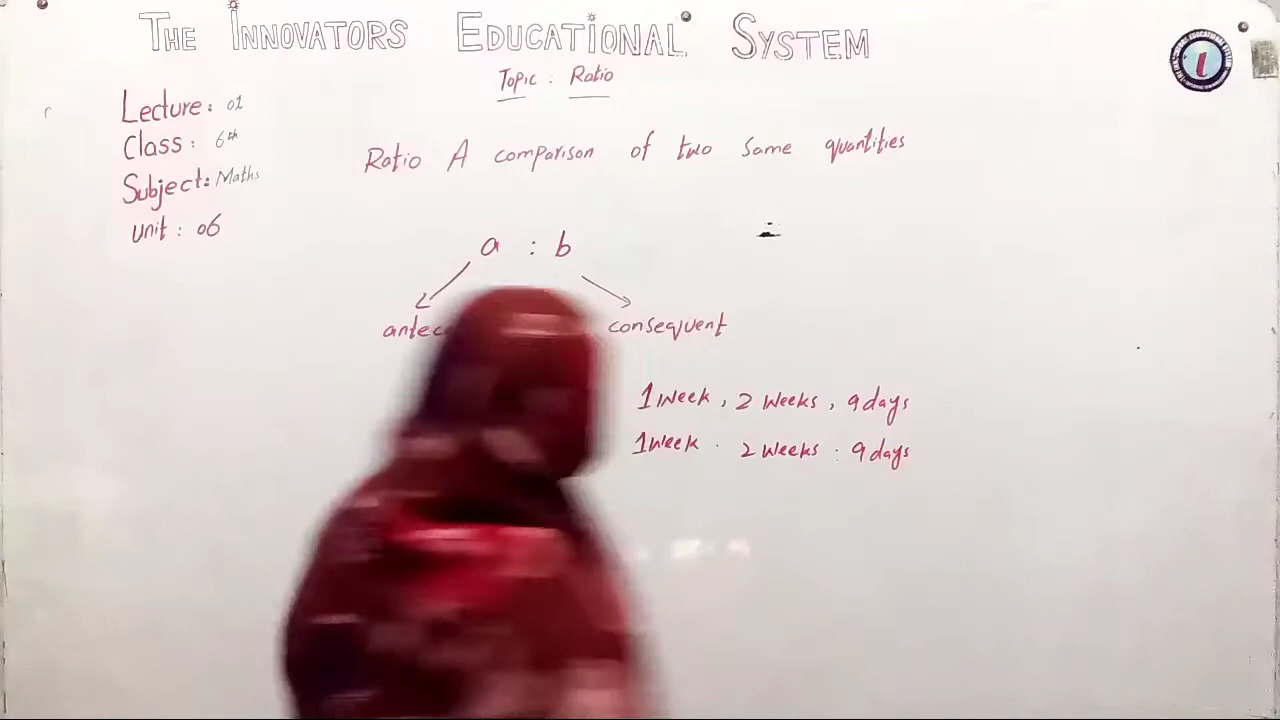 THE INNOVATORS EDUCATIONAL SYSTEM
Topic : Ratio
Lecture: 01
Class: 6th
Subject: Maths
Unit: 06
Ratio A comparison of two same quantities
a : b
consequent
1 week, 2 weeks, 9 days
1 week . 2 weeks : 9 days